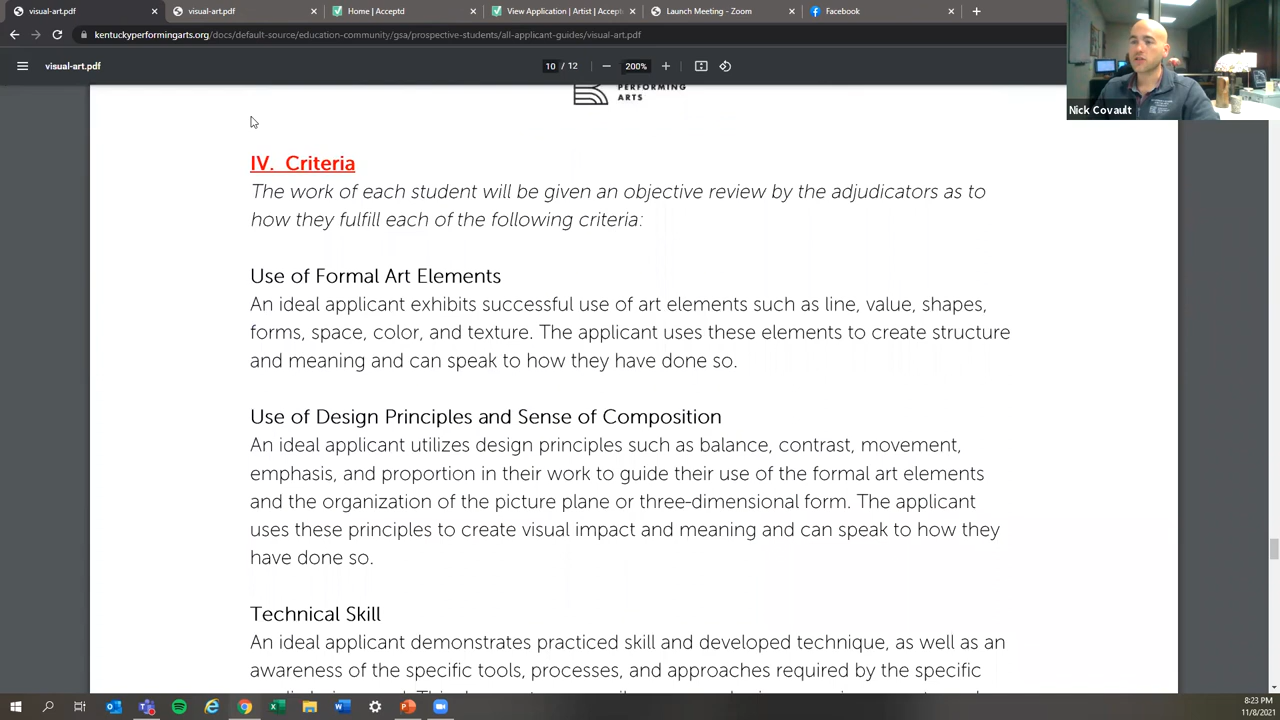 visual-art.pdf
visual-art.pdf
Home | Acceptd
View Application | Artist | Accept
Launch Meeting - Zoom
Facebook
kentuckyperformingarts.org/docs/default-source/education-community/gsa/prospective-students/all-applicant-guides/visual-art.pdf
visual-art.pdf
10 / 12
200%
Nick Covault
PERFORMING
ARTS
IV. Criteria
The work of each student will be given an objective review by the adjudicators as to
how they fulfill each of the following criteria:
Use of Formal Art Elements
An ideal applicant exhibits successful use of art elements such as line, value, shapes,
forms, space, color, and texture. The applicant uses these elements to create structure
and meaning and can speak to how they have done so.
Use of Design Principles and Sense of Composition
An ideal applicant utilizes design principles such as balance, contrast, movement,
emphasis, and proportion in their work to guide their use of the formal art elements
and the organization of the picture plane or three-dimensional form. The applicant
uses these principles to create visual impact and meaning and can speak to how they
have done so.
Technical Skill
An ideal applicant demonstrates practiced skill and developed technique, as well as an
awareness of the specific tools, processes, and approaches required by the specific
8:23 PM
11/8/2021